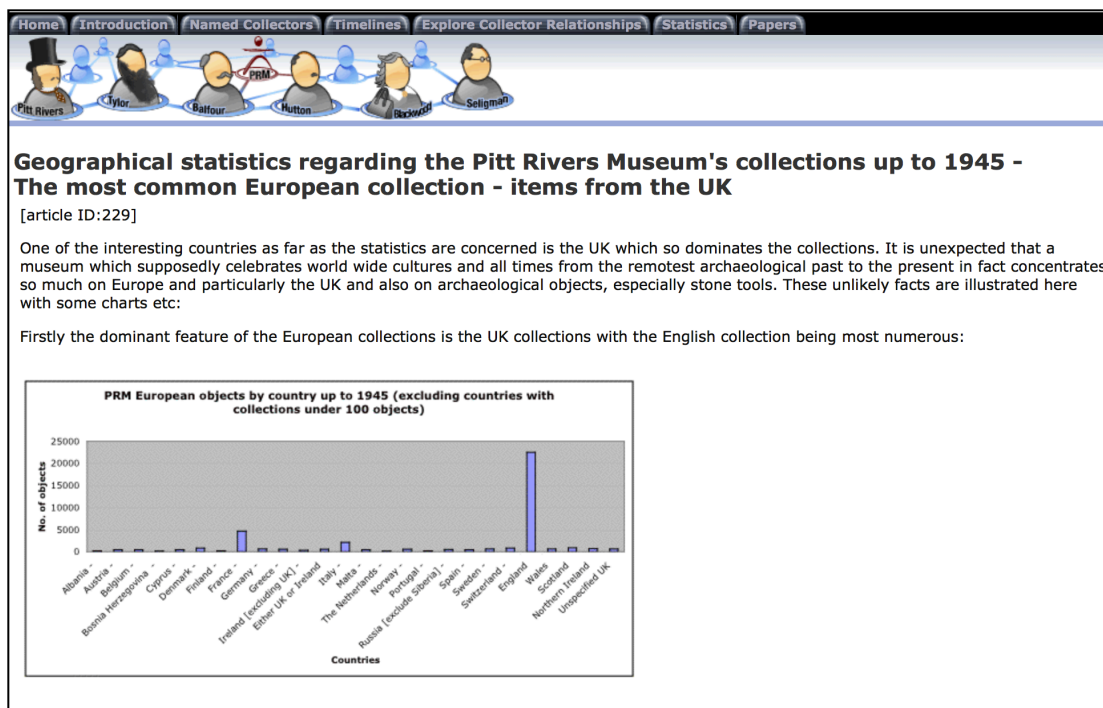 Home Introduction Named Collectors Timelines Explore Collector Relationships Statistics Papers
PRM
Pitt Rivers Tylor Balfour Hutton Blackwood Seligman
Geographical statistics regarding the Pitt Rivers Museum's collections up to 1945 -
The most common European collection - items from the UK
[article ID:229]
One of the interesting countries as far as the statistics are concerned is the UK which so dominates the collections. It is unexpected that a
museum which supposedly celebrates world wide cultures and all times from the remotest archaeological past to the present in fact concentrates
so much on Europe and particularly the UK and also on archaeological objects, especially stone tools. These unlikely facts are illustrated here
with some charts etc:
Firstly the dominant feature of the European collections is the UK collections with the English collection being most numerous:
PRM European objects by country up to 1945 (excluding countries with
collections under 100 objects)
No. of objects
25000
20000
15000
10000
5000
0
Albania -
Austria -
Belgium -
Bosnia Herzegovina -
Cyprus -
Denmark -
Finland -
France -
Germany -
Greece -
Ireland [excluding UK] -
Either UK or Ireland
Italy -
Malta -
The Netherlands -
Norway -
Portugal -
Russia [exclude Siberia] -
Spain -
Sweden -
Switzerland -
England
Wales
Scotland
Northern Ireland
Unspecified UK
Countries